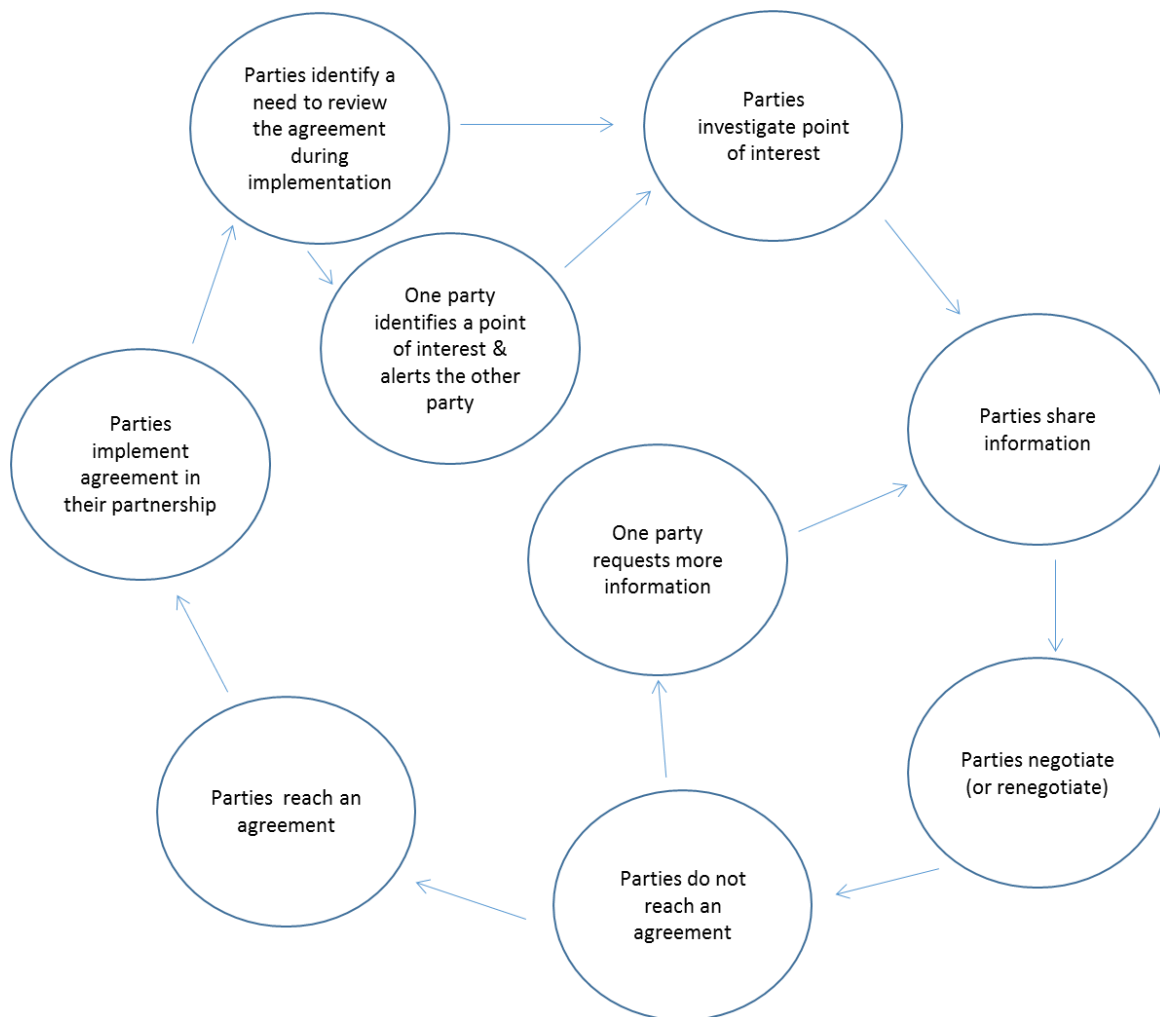 Parties identify a
need to review
the agreement
during
implementation
Parties
investigate point
of interest
One party
identifies a point
of interest &
alerts the other
party
Parties share
information
Parties
implement
agreement in
their partnership
One party
requests more
information
Parties negotiate
(or renegotiate)
Parties  reach an
agreement
Parties do not
reach an
agreement